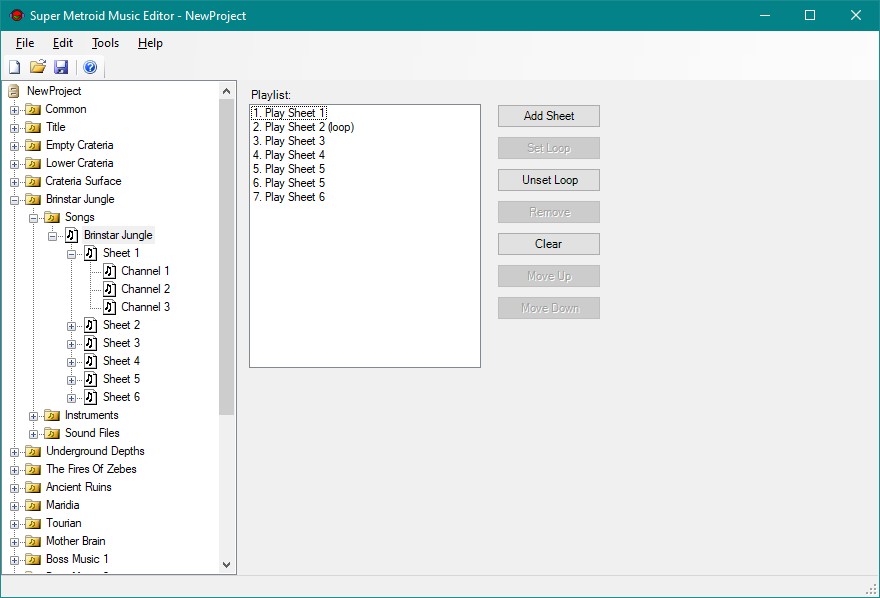 Super Metroid Music Editor - NewProject
File Edit Tools Help
NewProject
Common
Title
Empty Crateria
Lower Crateria
Crateria Surface
Brinstar Jungle
Songs
Brinstar Jungle
Sheet 1
Channel 1
Channel 2
Channel 3
Sheet 2
Sheet 3
Sheet 4
Sheet 5
Sheet 6
Instruments
Sound Files
Underground Depths
The Fires Of Zebes
Ancient Ruins
Maridia
Tourian
Mother Brain
Boss Music 1
Playlist:
1. Play Sheet 1
2. Play Sheet 2 (loop)
3. Play Sheet 3
4. Play Sheet 4
5. Play Sheet 5
6. Play Sheet 5
7. Play Sheet 6
Add Sheet
Set Loop
Unset Loop
Remove
Clear
Move Up
Move Down